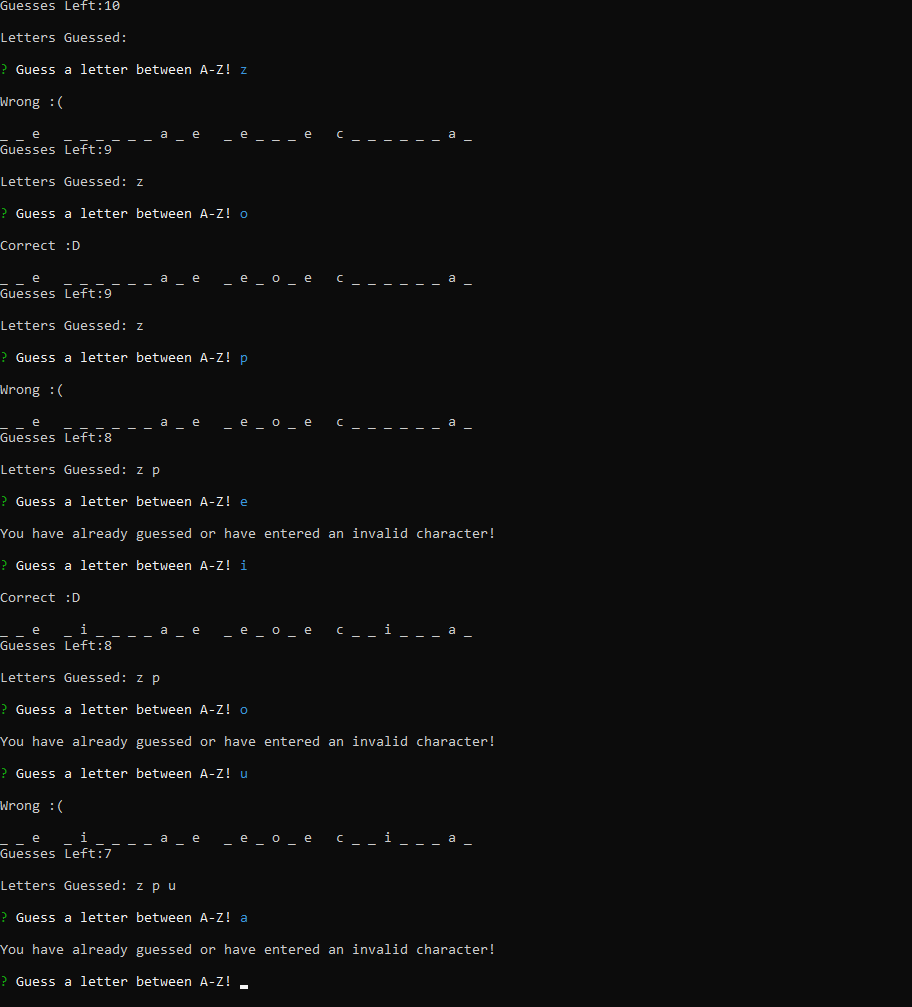 Guesses Left:10
Letters Guessed:
? Guess a letter between A-Z! z
Wrong :(
_ _ e   _ _ _ _ _ _ a _ e   _ e _ _ _ e   c _ _ _ _ _ _ a _
Guesses Left:9
Letters Guessed: z
? Guess a letter between A-Z! o
Correct :D
_ _ e   _ _ _ _ _ _ a _ e   _ e _ o _ e   c _ _ _ _ _ _ a _
Guesses Left:9
Letters Guessed: z
? Guess a letter between A-Z! p
Wrong :(
_ _ e   _ _ _ _ _ _ a _ e   _ e _ o _ e   c _ _ _ _ _ _ a _
Guesses Left:8
Letters Guessed: z p
? Guess a letter between A-Z! e
You have already guessed or have entered an invalid character!
? Guess a letter between A-Z! i
Correct :D
_ _ e   _ i _ _ _ _ a _ e   _ e _ o _ e   c _ _ i _ _ _ a _
Guesses Left:8
Letters Guessed: z p
? Guess a letter between A-Z! o
You have already guessed or have entered an invalid character!
? Guess a letter between A-Z! u
Wrong :(
_ _ e   _ i _ _ _ _ a _ e   _ e _ o _ e   c _ _ i _ _ _ a _
Guesses Left:7
Letters Guessed: z p u
? Guess a letter between A-Z! a
You have already guessed or have entered an invalid character!
? Guess a letter between A-Z!